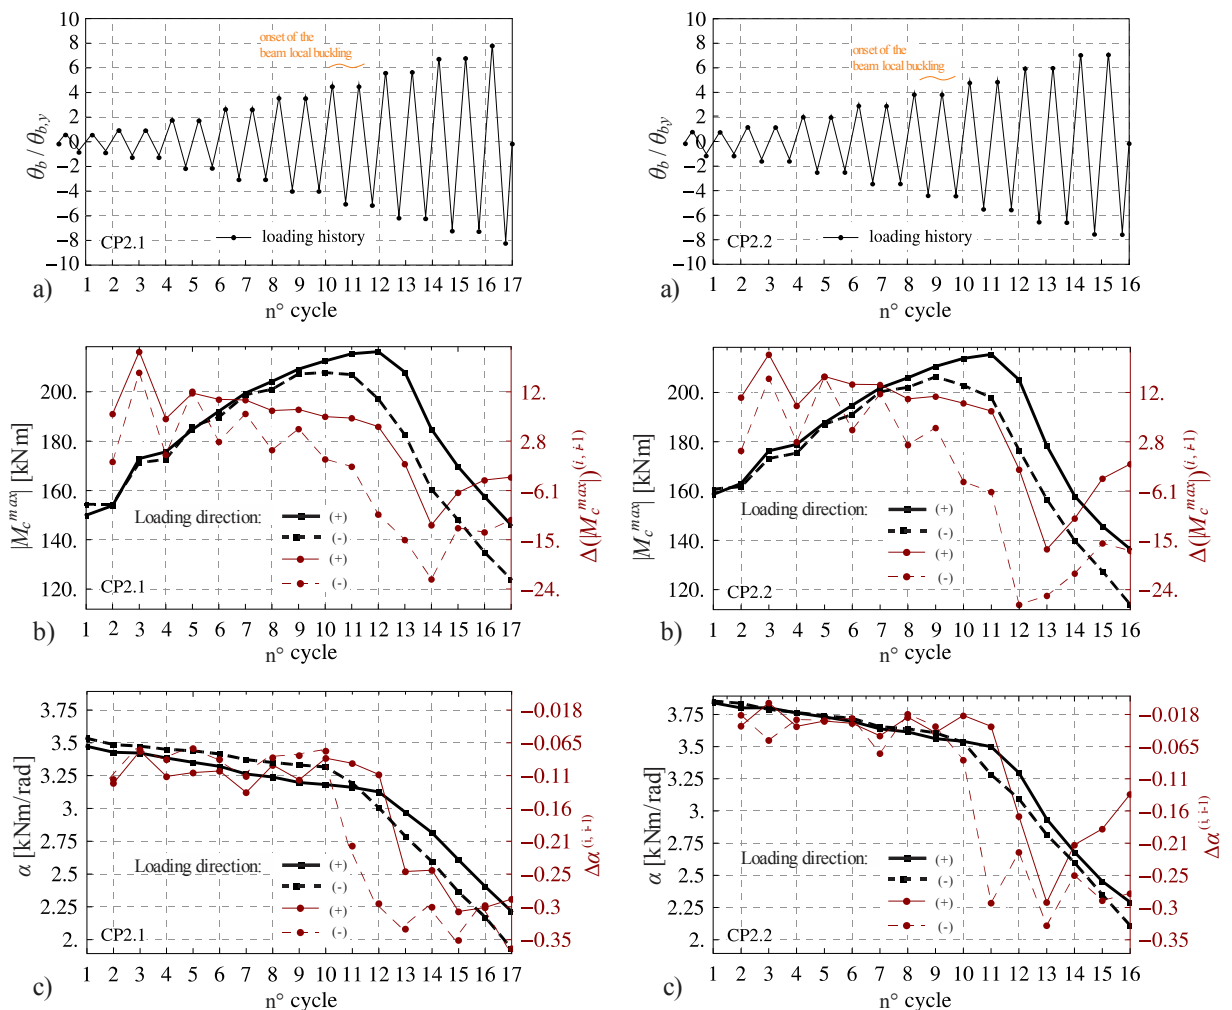 10
8
6
4
2
0
−2
−4
−6
−8
−10
θb / θb,y
onset of the
beam local buckling
CP2.1
loading history
1 2 3 4 5 6 7 8 9 10 11 12 13 14 15 16 17
a)
n° cycle
10
8
6
4
2
0
−2
−4
−6
−8
−10
θb / θb,y
onset of the
beam local buckling
CP2.2
loading history
1 2 3 4 5 6 7 8 9 10 11 12 13 14 15 16
a)
n° cycle
200.
180.
160.
140.
120.
|Mc^max| [kNm]
12.
2.8
−6.1
−15.
−24.
Δ(|Mc^max|)^(i, i-1)
Loading direction:
(+)
(-)
(+)
(-)
CP2.1
1 2 3 4 5 6 7 8 9 10 11 12 13 14 15 16 17
b)
n° cycle
200.
180.
160.
140.
120.
|Mc^max| [kNm]
12.
2.8
−6.1
−15.
−24.
Δ(|Mc^max|)^(i, i-1)
Loading direction:
(+)
(-)
(+)
(-)
CP2.2
1 2 3 4 5 6 7 8 9 10 11 12 13 14 15 16
b)
n° cycle
3.75
3.5
3.25
3.
2.75
2.5
2.25
2.
α [kNm/rad]
−0.018
−0.065
−0.11
−0.16
−0.21
−0.25
−0.3
−0.35
Δα^(i, i-1)
Loading direction:
(+)
(-)
(+)
(-)
CP2.1
1 2 3 4 5 6 7 8 9 10 11 12 13 14 15 16 17
c)
n° cycle
3.75
3.5
3.25
3.
2.75
2.5
2.25
2.
α [kNm/rad]
−0.018
−0.065
−0.11
−0.16
−0.21
−0.25
−0.3
−0.35
Δα^(i, i-1)
Loading direction:
(+)
(-)
(+)
(-)
CP2.2
1 2 3 4 5 6 7 8 9 10 11 12 13 14 15 16
c)
n° cycle